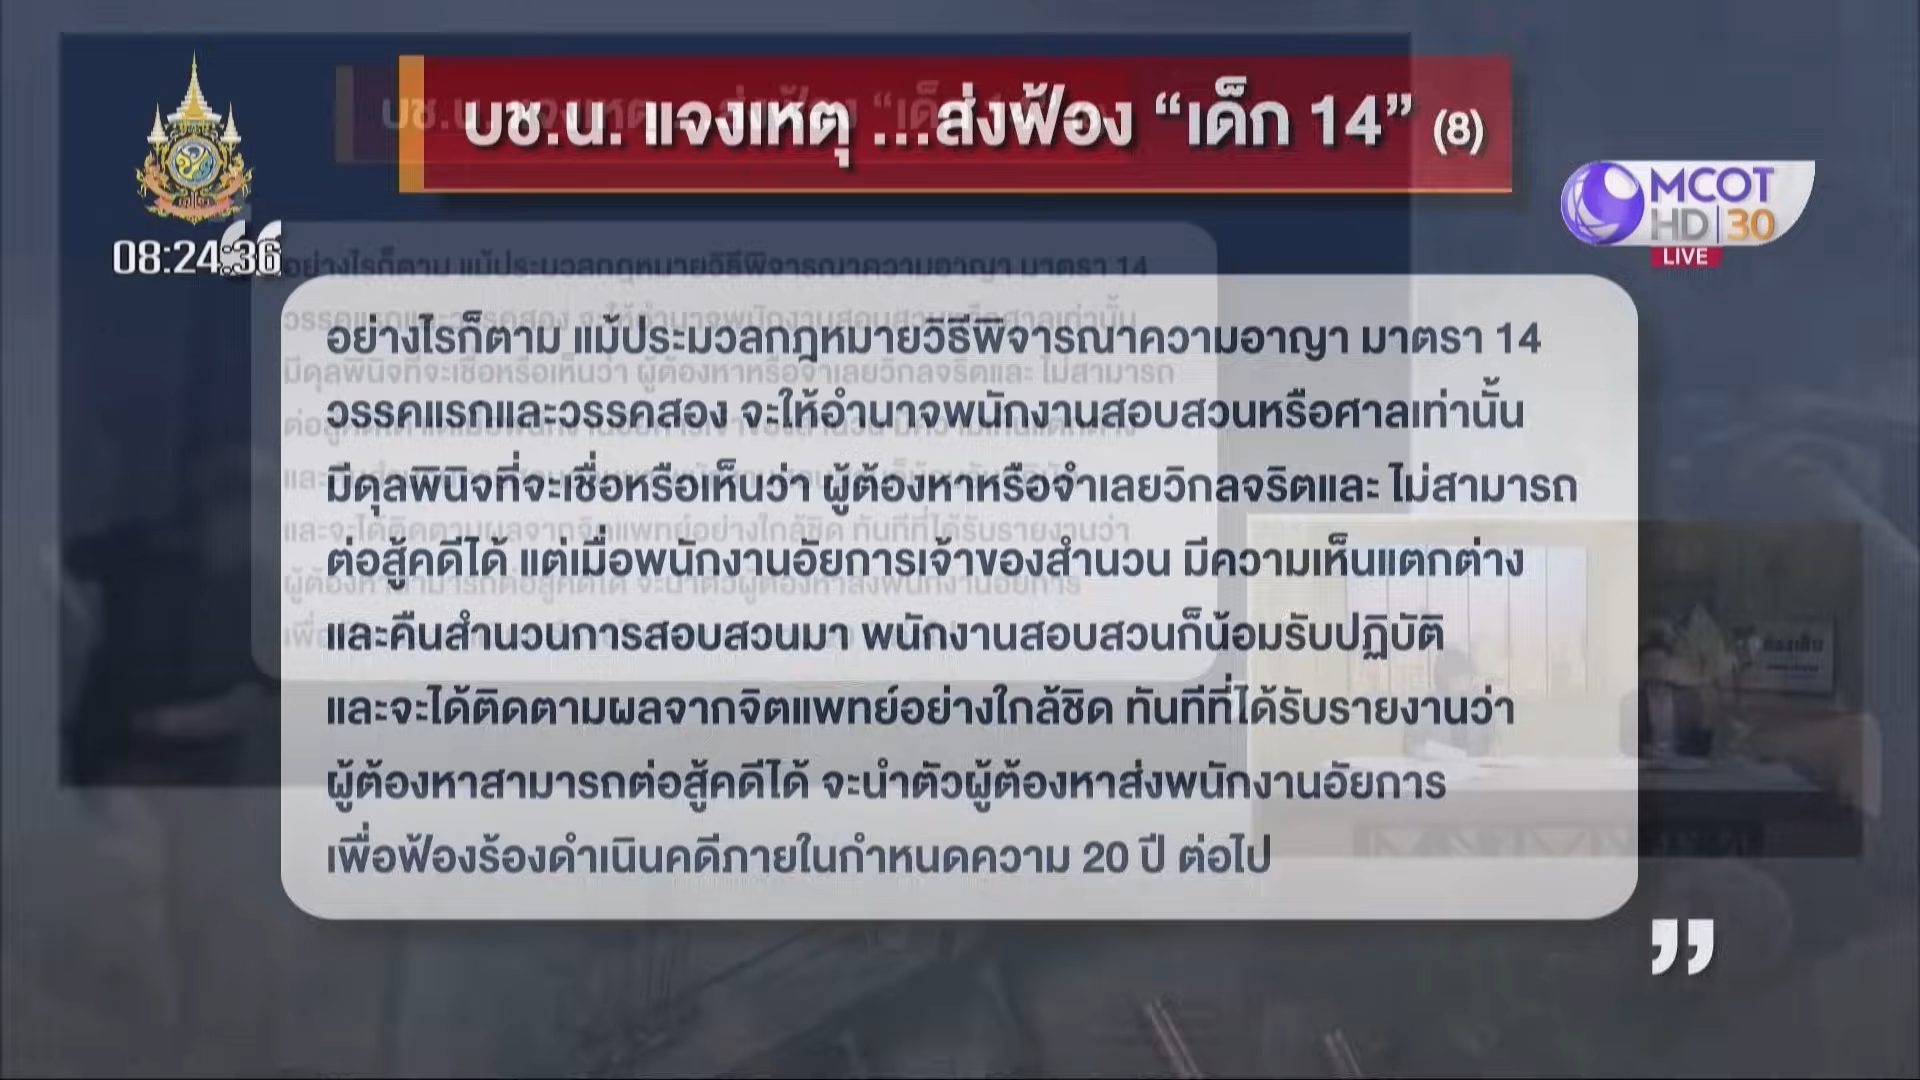 บช.น. แจงเหตุ ...ส่งฟ้อง “เด็ก 14” (8)
MCOT
HD 30
LIVE
08:24:36
อย่างไรก็ตาม แม้ประมวลกฎหมายวิธีพิจารณาความอาญา มาตรา 14
วรรคแรกและวรรคสอง จะให้อำนาจพนักงานสอบสวนหรือศาลเท่านั้น
มีดุลพินิจที่จะเชื่อหรือเห็นว่า ผู้ต้องหาหรือจำเลยวิกลจริตและ ไม่สามารถ
ต่อสู้คดีได้ แต่เมื่อพนักงานอัยการเจ้าของสำนวน มีความเห็นแตกต่าง
และคืนสำนวนการสอบสวนมา พนักงานสอบสวนก็น้อมรับปฏิบัติ
และจะได้ติดตามผลจากจิตแพทย์อย่างใกล้ชิด ทันทีที่ได้รับรายงานว่า
ผู้ต้องหาสามารถต่อสู้คดีได้ จะนำตัวผู้ต้องหาส่งพนักงานอัยการ
เพื่อฟ้องร้องดำเนินคดีภายในกำหนดความ 20 ปี ต่อไป
”